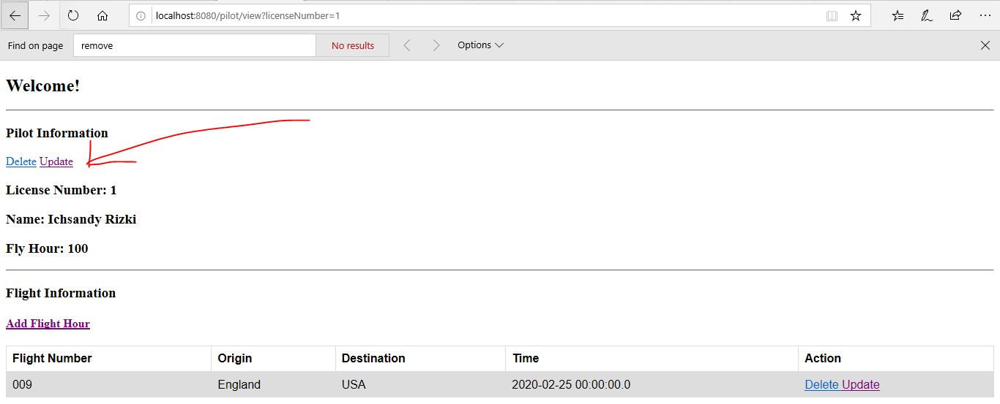 localhost:8080/pilot/view?licenseNumber=1
Find on page remove No results Options
Welcome!
Pilot Information
Delete Update
License Number: 1
Name: Ichsandy Rizki
Fly Hour: 100
Flight Information
Add Flight Hour
Flight Number Origin Destination Time Action
009 England USA 2020-02-25 00:00:00.0 Delete Update